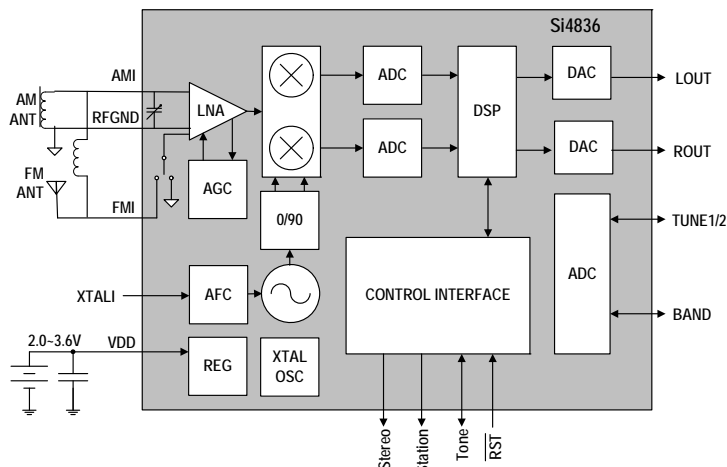 Si4836
AMI
AM
ANT
RFGND
LNA
ADC
DSP
DAC
LOUT
ADC
DAC
ROUT
FM
ANT
FMI
AGC
0/90
TUNE1/2
ADC
XTALI
AFC
CONTROL INTERFACE
BAND
2.0~3.6V
VDD
REG
XTAL
OSC
Stereo
Station
Tone
RST